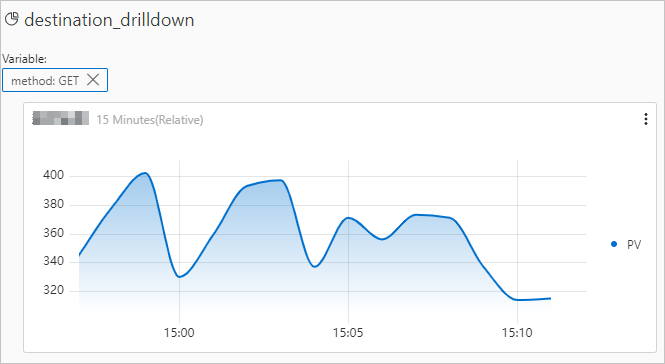 destination_drilldown
Variable:
method: GET
15 Minutes(Relative)
400
380
360
340
320
PV
15:00 15:05 15:10